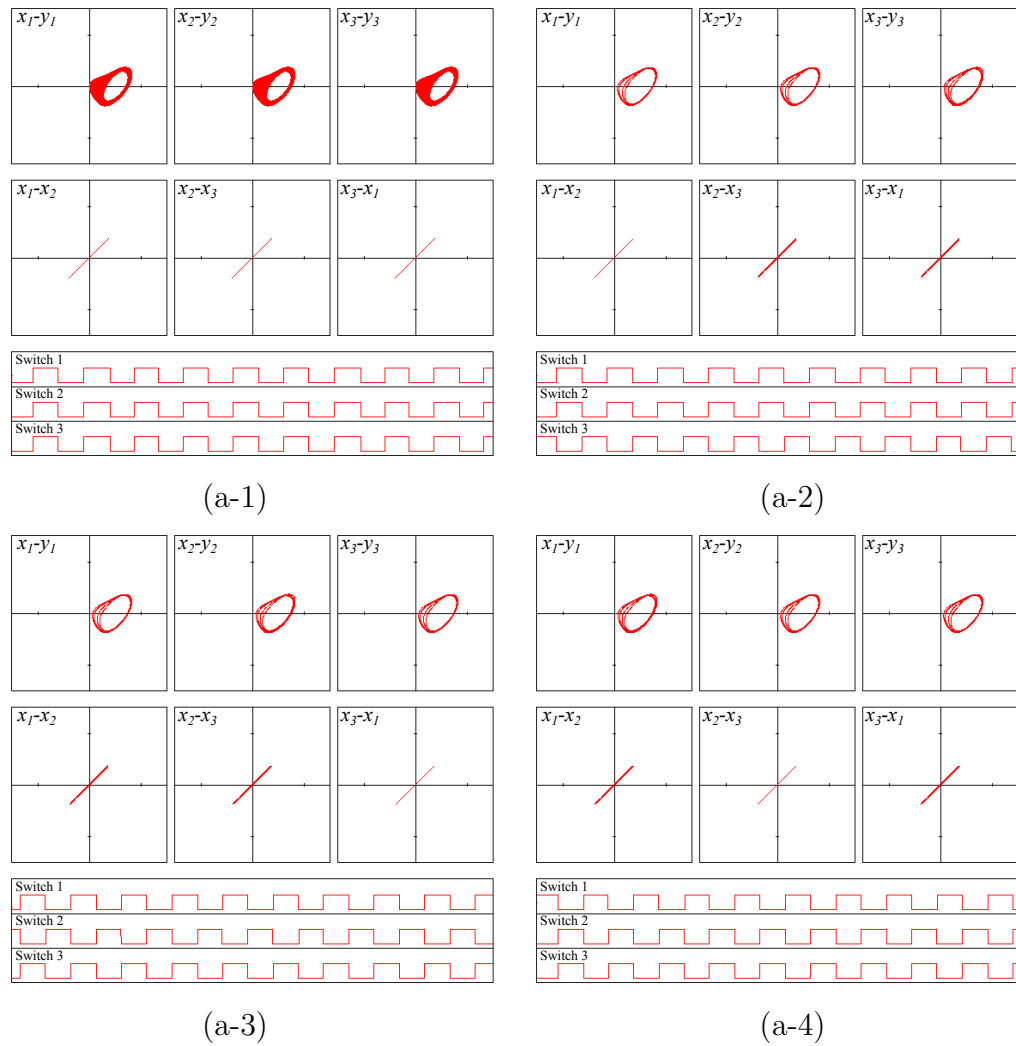 x1-y1 x2-y2 x3-y3
x1-x2 x2-x3 x3-x1
Switch 1
Switch 2
Switch 3
(a-1)
x1-y1 x2-y2 x3-y3
x1-x2 x2-x3 x3-x1
Switch 1
Switch 2
Switch 3
(a-2)
x1-y1 x2-y2 x3-y3
x1-x2 x2-x3 x3-x1
Switch 1
Switch 2
Switch 3
(a-3)
x1-y1 x2-y2 x3-y3
x1-x2 x2-x3 x3-x1
Switch 1
Switch 2
Switch 3
(a-4)